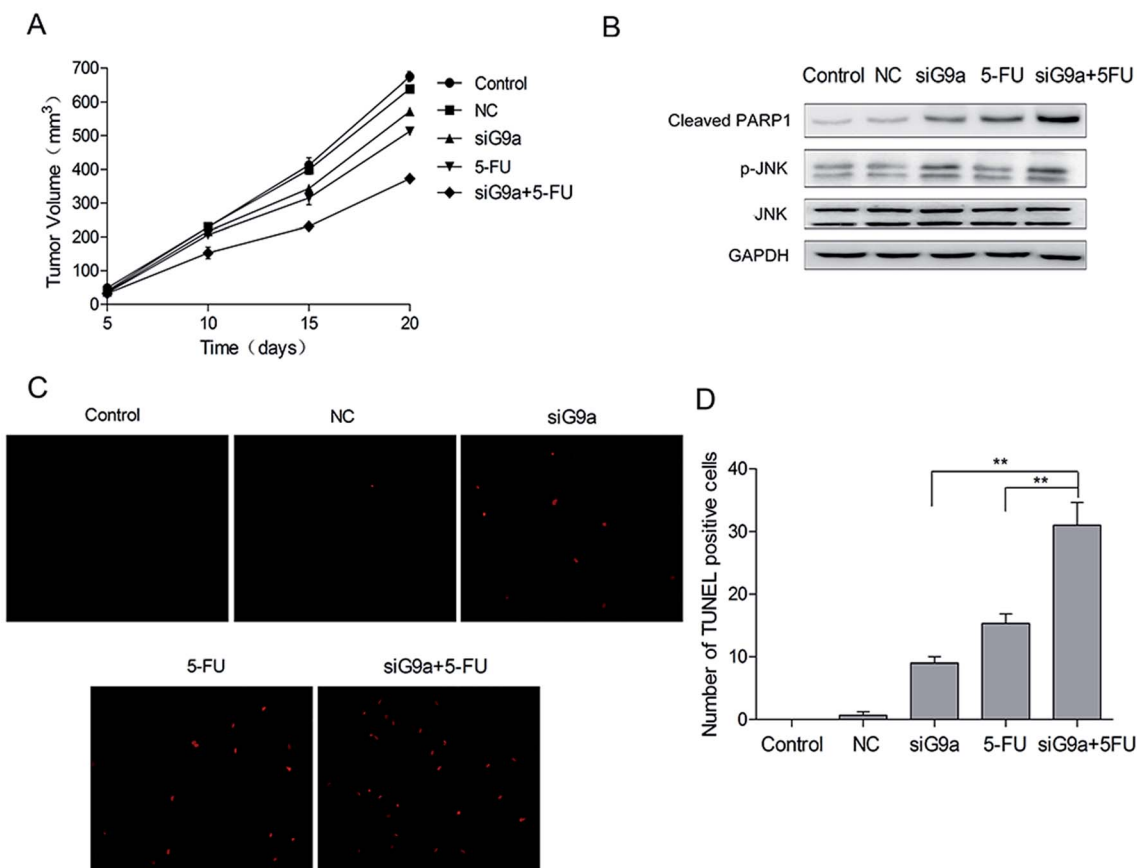 A
700
600
500
400
300
200
100
0
5 10 15 20
Tumor Volume（mm3）
Time（days）
Control
NC
siG9a
5-FU
siG9a+5-FU
B
Control NC siG9a 5-FU siG9a+5FU
Cleaved PARP1
p-JNK
JNK
GAPDH
C
Control NC siG9a
5-FU siG9a+5-FU
D
Number of TUNEL positive cells
40
30
20
10
0
**
**
Control NC siG9a 5-FU siG9a+5FU